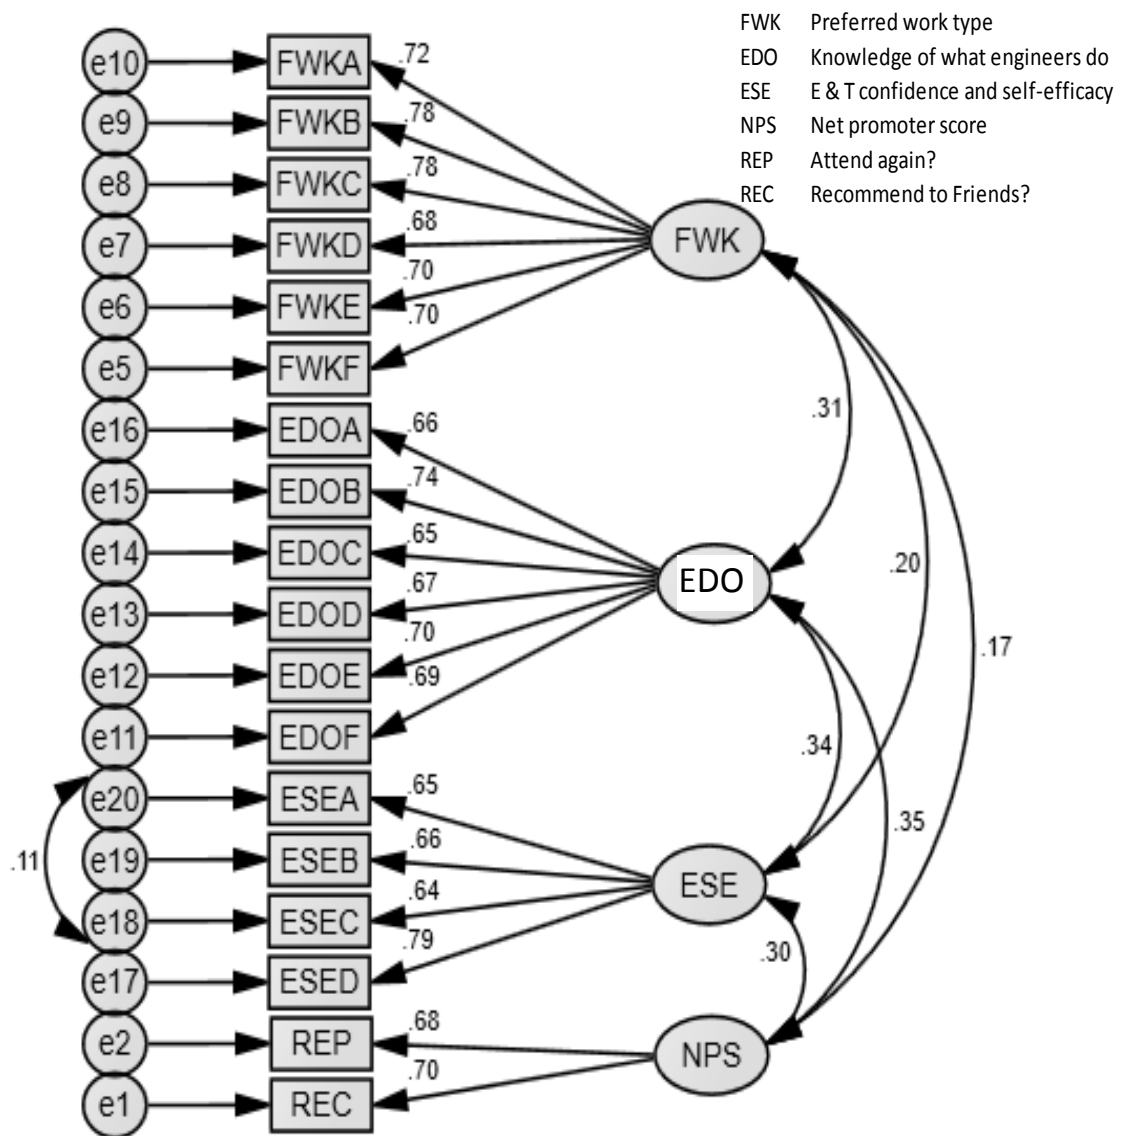 FWK Preferred work type
EDO Knowledge of what engineers do
ESE E & T confidence and self-efficacy
NPS Net promoter score
REP Attend again?
REC Recommend to Friends?
e10 FWKA .72
e9 FWKB .78
e8 FWKC .78
e7 FWKD .68
e6 FWKE .70
e5 FWKF .70
FWK
e16 EDOA .66
e15 EDOB .74
e14 EDOC .65
e13 EDOD .67
e12 EDOE .70
e11 EDOF .69
EDO
e20 ESEA .65
e19 ESEB .66
e18 ESEC .64
e17 ESED .79
ESE
e2 REP .68
e1 REC .70
NPS
.31
.20
.17
.34
.35
.30
.11